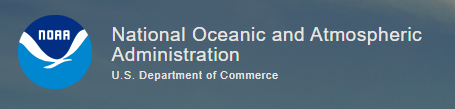 NOAA
National Oceanic and Atmospheric
Administration
U.S. Department of Commerce